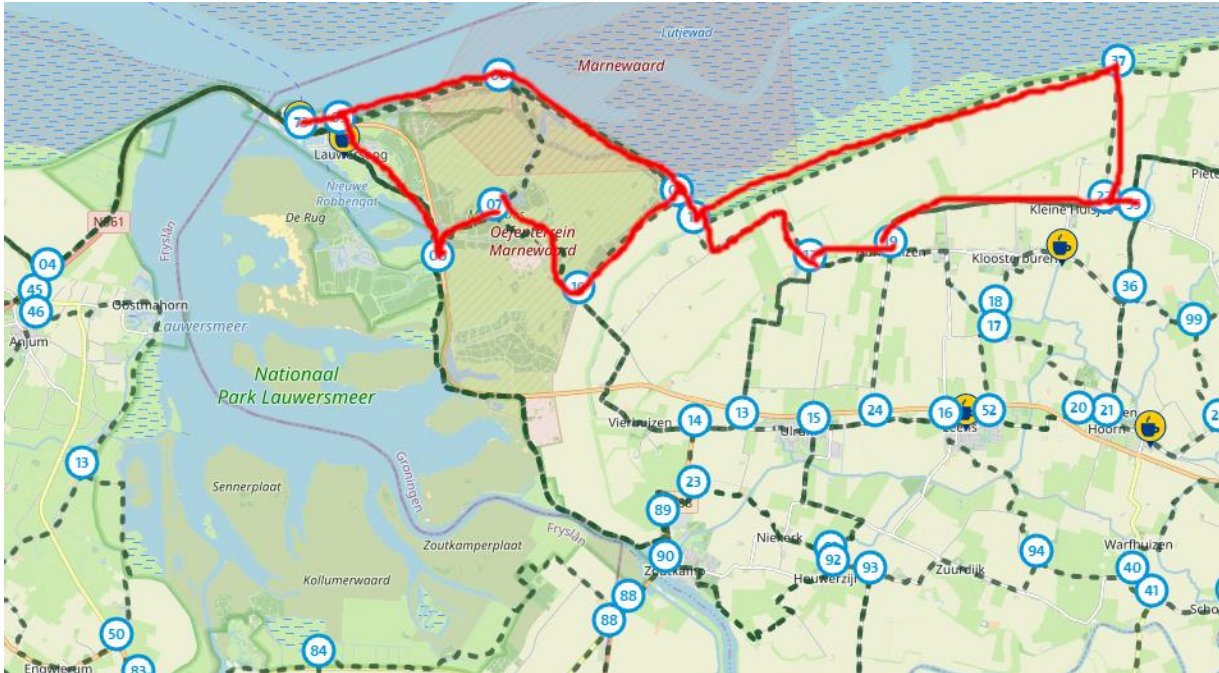 Lutjewad
Marnewaard
37
Nieuwe
Robbengat
De Rug
N361
07
Oefenterrein
Marnewaard
Kleine Huisjes
Kloosterburen
Fryslân
04
45
46
Oostmahorn
Anjum
Lauwersmeer
36
18
17
99
Nationaal
Park Lauwersmeer
Vierhuizen
14
13
15
24
16
52
20
21
Hoorn
13
Sennerplaat
Groningen
23
89
Fryslân
90
Niekerk
92
93
Houwerzijl
Zuurdijk
94
Warfhuizen
40
41
Zoutkamperplaat
Kollumerwaard
88
88
50
84
83